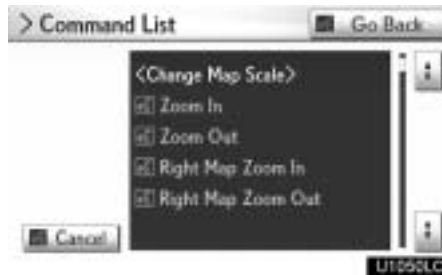 > Command List
Go Back
<Change Map Scale>
Zoom In
Zoom Out
Right Map Zoom In
Right Map Zoom Out
Cancel
U1050LC